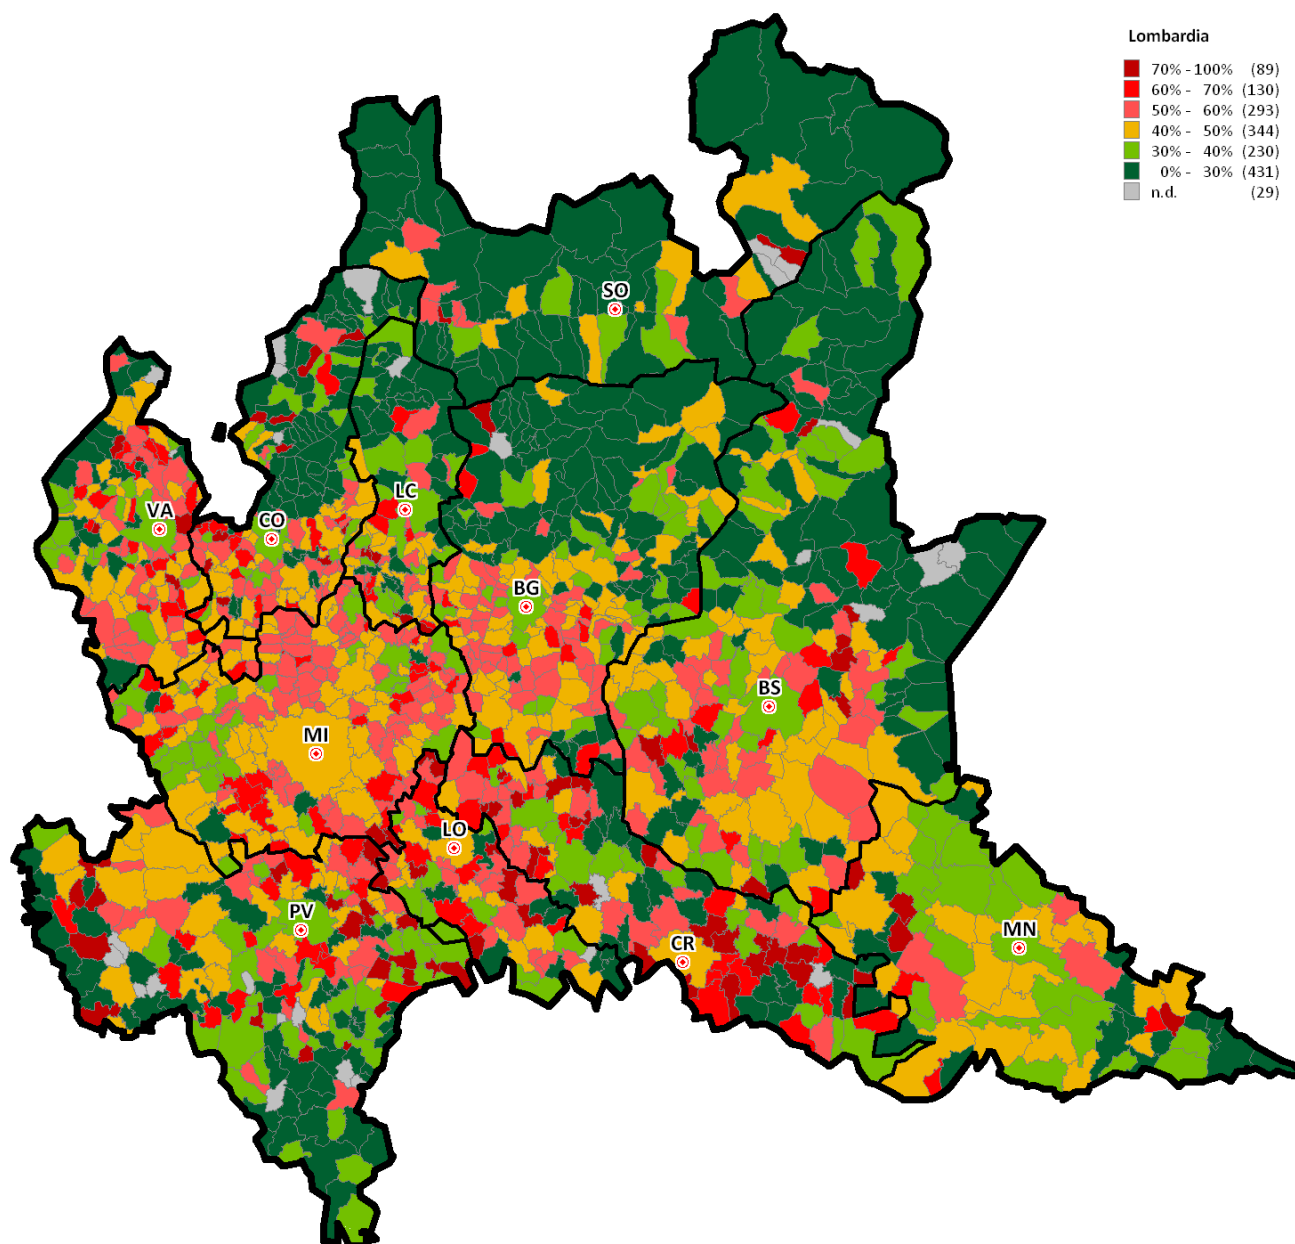 Lombardia
70% - 100% (89)
60% - 70% (130)
50% - 60% (293)
40% - 50% (344)
30% - 40% (230)
0% - 30% (431)
n.d. (29)
SO
LC
VA
CO
BG
BS
MI
LO
PV
CR
MN